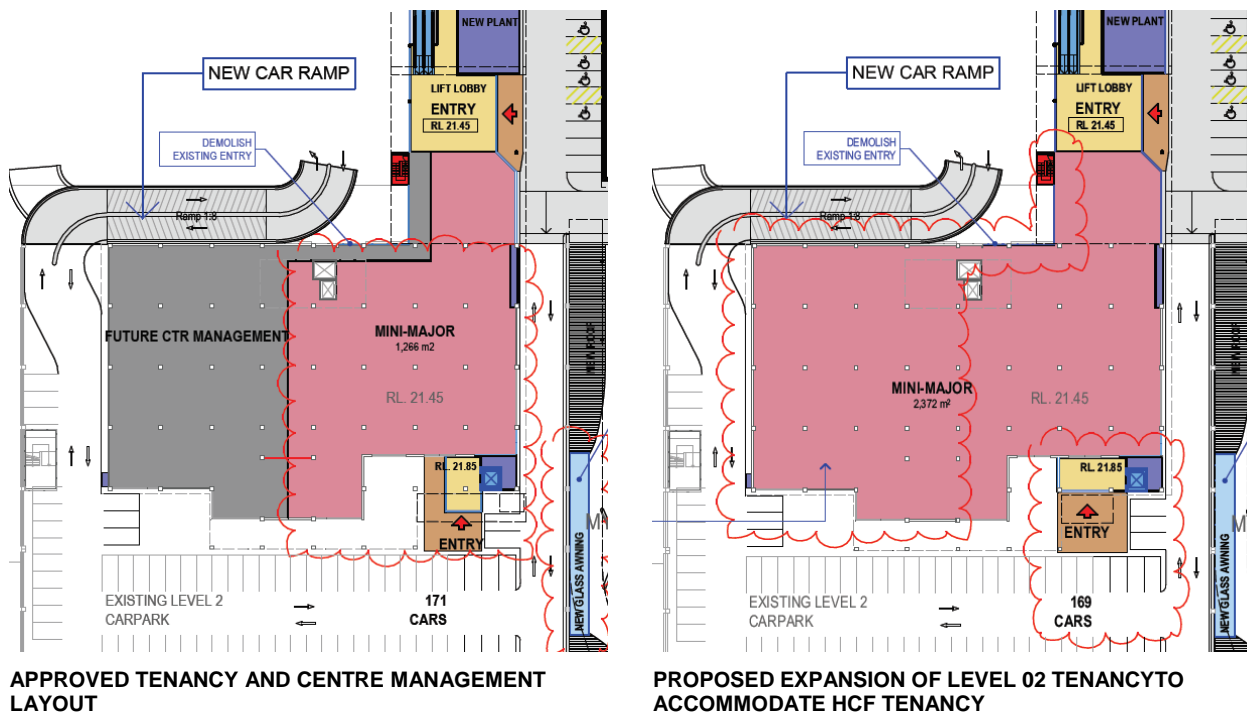 NEW PLANT
NEW CAR RAMP
LIFT LOBBY
ENTRY
RL 21.45
DEMOLISH
EXISTING ENTRY
Ramp 1:8
FUTURE CTR MANAGEMENT
MINI-MAJOR
1,266 m2
RL. 21.45
NEW ROOF
RL. 21.85
ENTRY
M
NEW GLASS AWNING
EXISTING LEVEL 2
CARPARK
171
CARS
APPROVED TENANCY AND CENTRE MANAGEMENT
LAYOUT
NEW PLANT
NEW CAR RAMP
LIFT LOBBY
ENTRY
RL 21.45
DEMOLISH
EXISTING ENTRY
Ramp 1:8
MINI-MAJOR
2,372 m²
RL. 21.45
NEW ROOF
RL. 21.85
ENTRY
M
NEW GLASS AWNING
EXISTING LEVEL 2
CARPARK
169
CARS
PROPOSED EXPANSION OF LEVEL 02 TENANCYTO
ACCOMMODATE HCF TENANCY